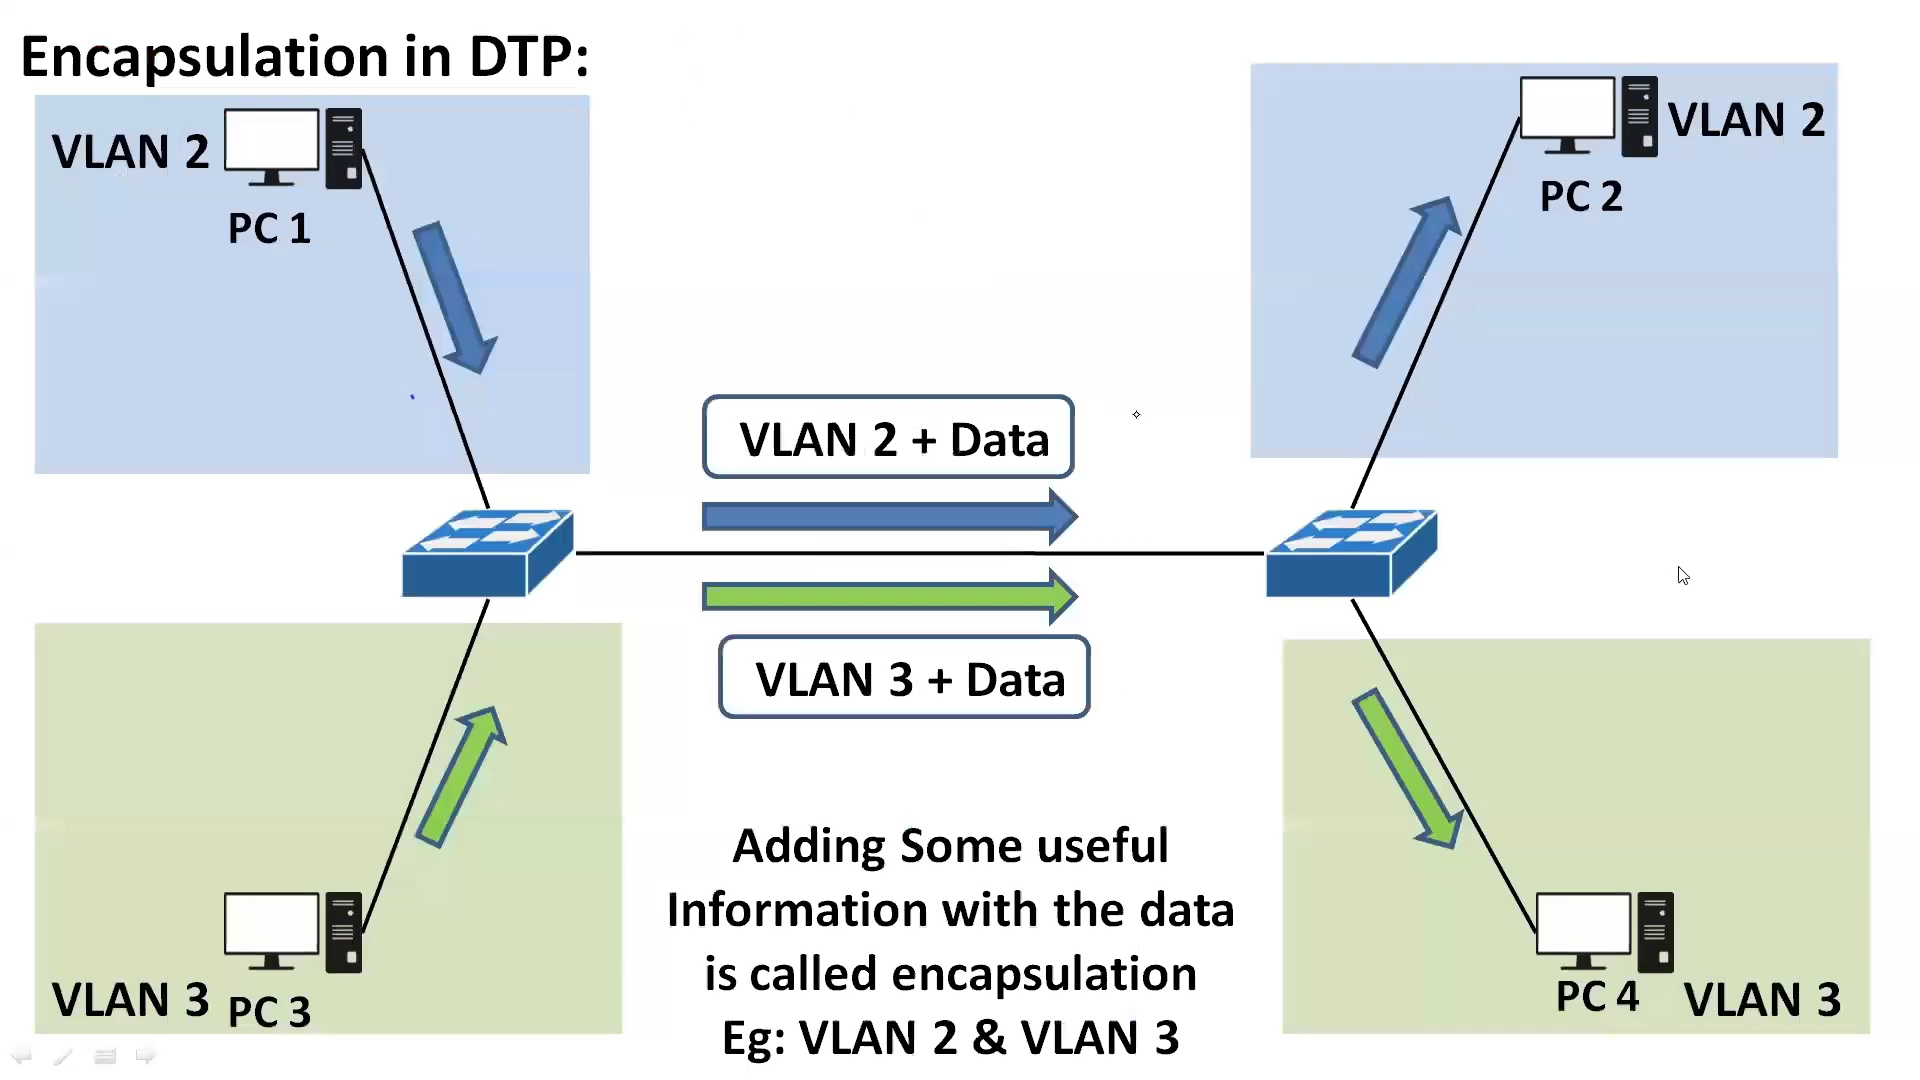 Encapsulation in DTP:
VLAN 2
PC 1
VLAN 2
PC 2
VLAN 2 + Data
VLAN 3 + Data
Adding Some useful
Information with the data
is called encapsulation
Eg: VLAN 2 & VLAN 3
VLAN 3
PC 3
PC 4
VLAN 3